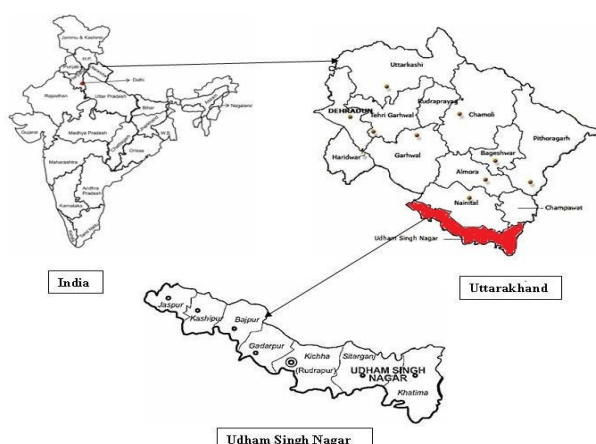 Jammu & Kashmir
H.P.
Punjab
Delhi
Rajasthan
Uttar Pradesh
Bihar
Assam
Nagaland
Gujarat
Madhya Pradesh
W.B.
Orissa
Maharashtra
Andhra
Pradesh
Karnataka
India
Uttarkashi
Rudraprayag
DEHRADUN
Tehri Garhwal
Chamoli
Haridwar
Garhwal
Pithoragarh
Bageshwar
Almora
Nainital
Champawat
Udham Singh Nagar
Uttarakhand
Jaspur
Kashipur
Bajpur
Gadarpur
Kichha
(Rudrapur)
Sitarganj
UDHAM SINGH
NAGAR
Khatima
Udham Singh Nagar